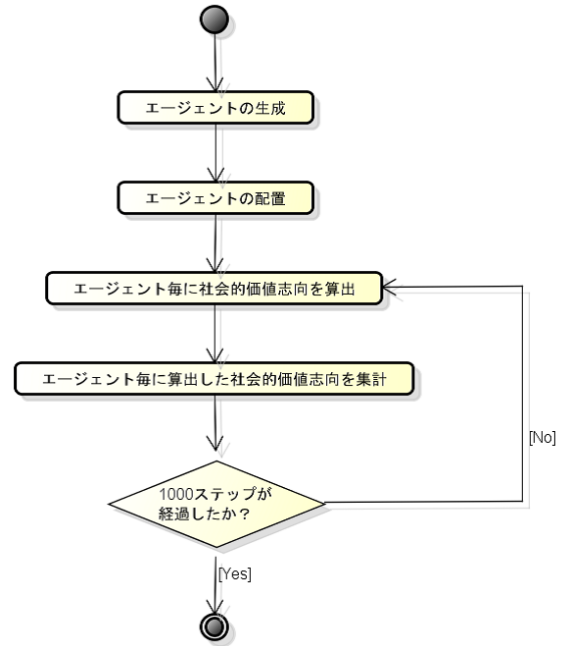 エージェントの生成
エージェントの配置
エージェント毎に社会的価値志向を算出
エージェント毎に算出した社会的価値志向を集計
[No]
1000ステップが
経過したか？
[Yes]